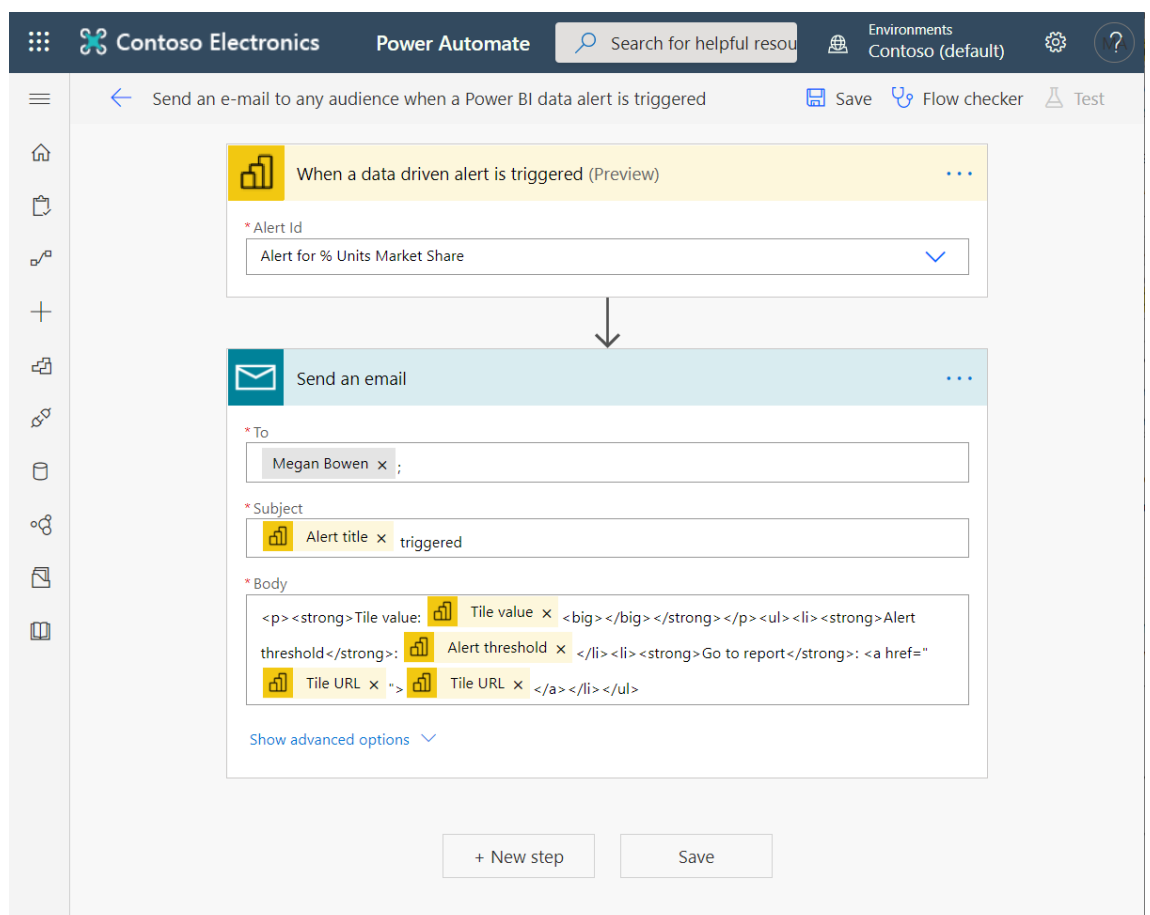 Contoso Electronics Power Automate Search for helpful resou Environments
Contoso (default) ?
Send an e-mail to any audience when a Power BI data alert is triggered Save Flow checker Test
When a data driven alert is triggered (Preview) ...
* Alert Id
Alert for % Units Market Share
Send an email ...
* To
Megan Bowen × ;
* Subject
Alert title × triggered
* Body
<p><strong>Tile value: Tile value × <big></big></strong></p><ul><li><strong>Alert
threshold</strong>: Alert threshold × </li><li><strong>Go to report</strong>: <a href="
Tile URL × "> Tile URL × </a></li></ul>
Show advanced options
+ New step Save